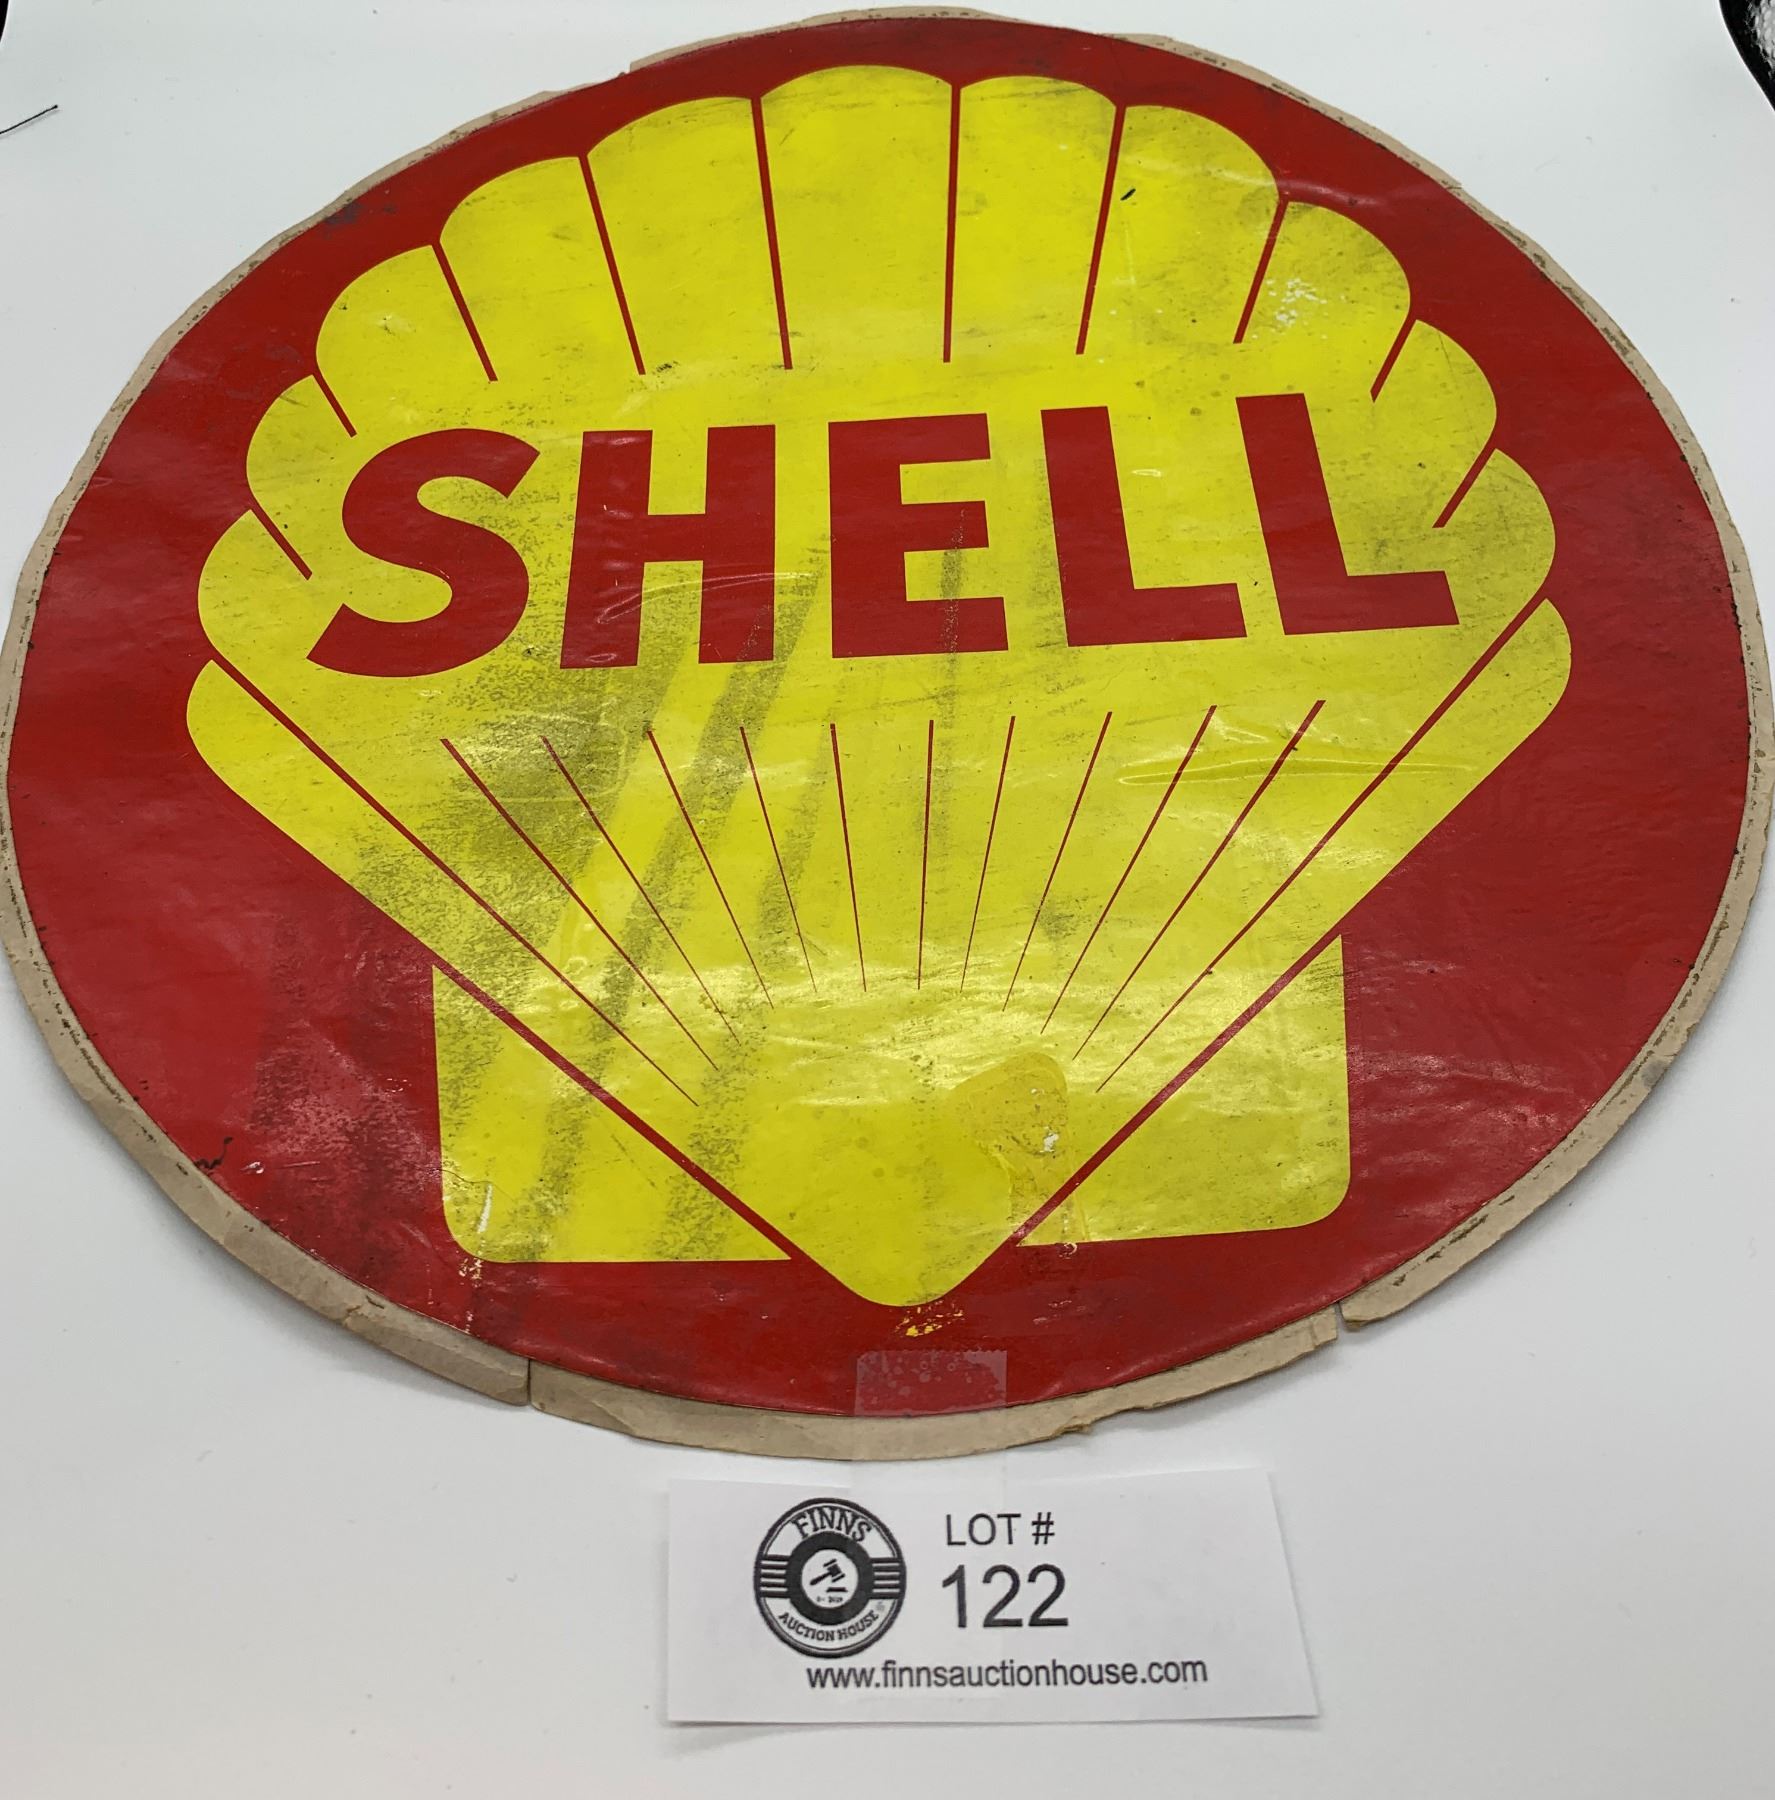 SHELL
FINNS
AUCTION HOUSE
LOT #
122
www.finnsauctionhouse.com